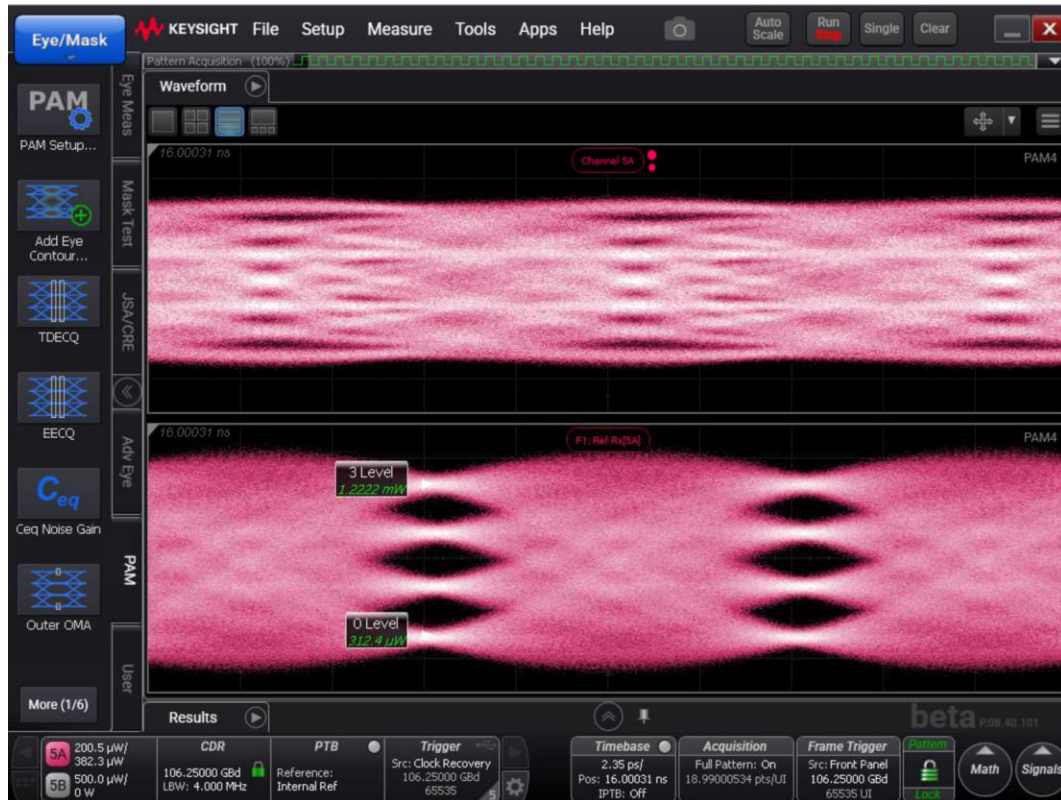 Eye/Mask
KEYSIGHT File Setup Measure Tools Apps Help
Auto Scale
Run Stop
Single
Clear
X
Pattern Acquisition (100%)
Waveform
PAM
PAM Setup...
Add Eye
Contour...
TDECQ
EECQ
Ceq
Ceq Noise Gain
Outer OMA
More (1/6)
Eye Meas
Mask Test
JSA/CRE
Adv Eye
PAM
User
16.00031 ns
Channel 5A
PAM4
16.00031 ns
F1: Ref Rx[5A]
PAM4
3 Level
1.2222 mW
0 Level
312.4 µW
Results
beta P.08.40.101
5A 200.5 µW/
382.3 µW
5B 500.0 µW/
0 W
CDR
106.25000 GBd
LBW: 4.000 MHz
PTB
Reference:
Internal Ref
Trigger
Src: Clock Recovery
106.25000 GBd
65535
5
Timebase
2.35 ps/
Pos: 16.00031 ns
IPTB: Off
Acquisition
Full Pattern: On
18.99000534 pts/UI
Frame Trigger
Src: Front Panel
106.25000 GBd
65535 UI
Pattern
Lock
Math
Signals